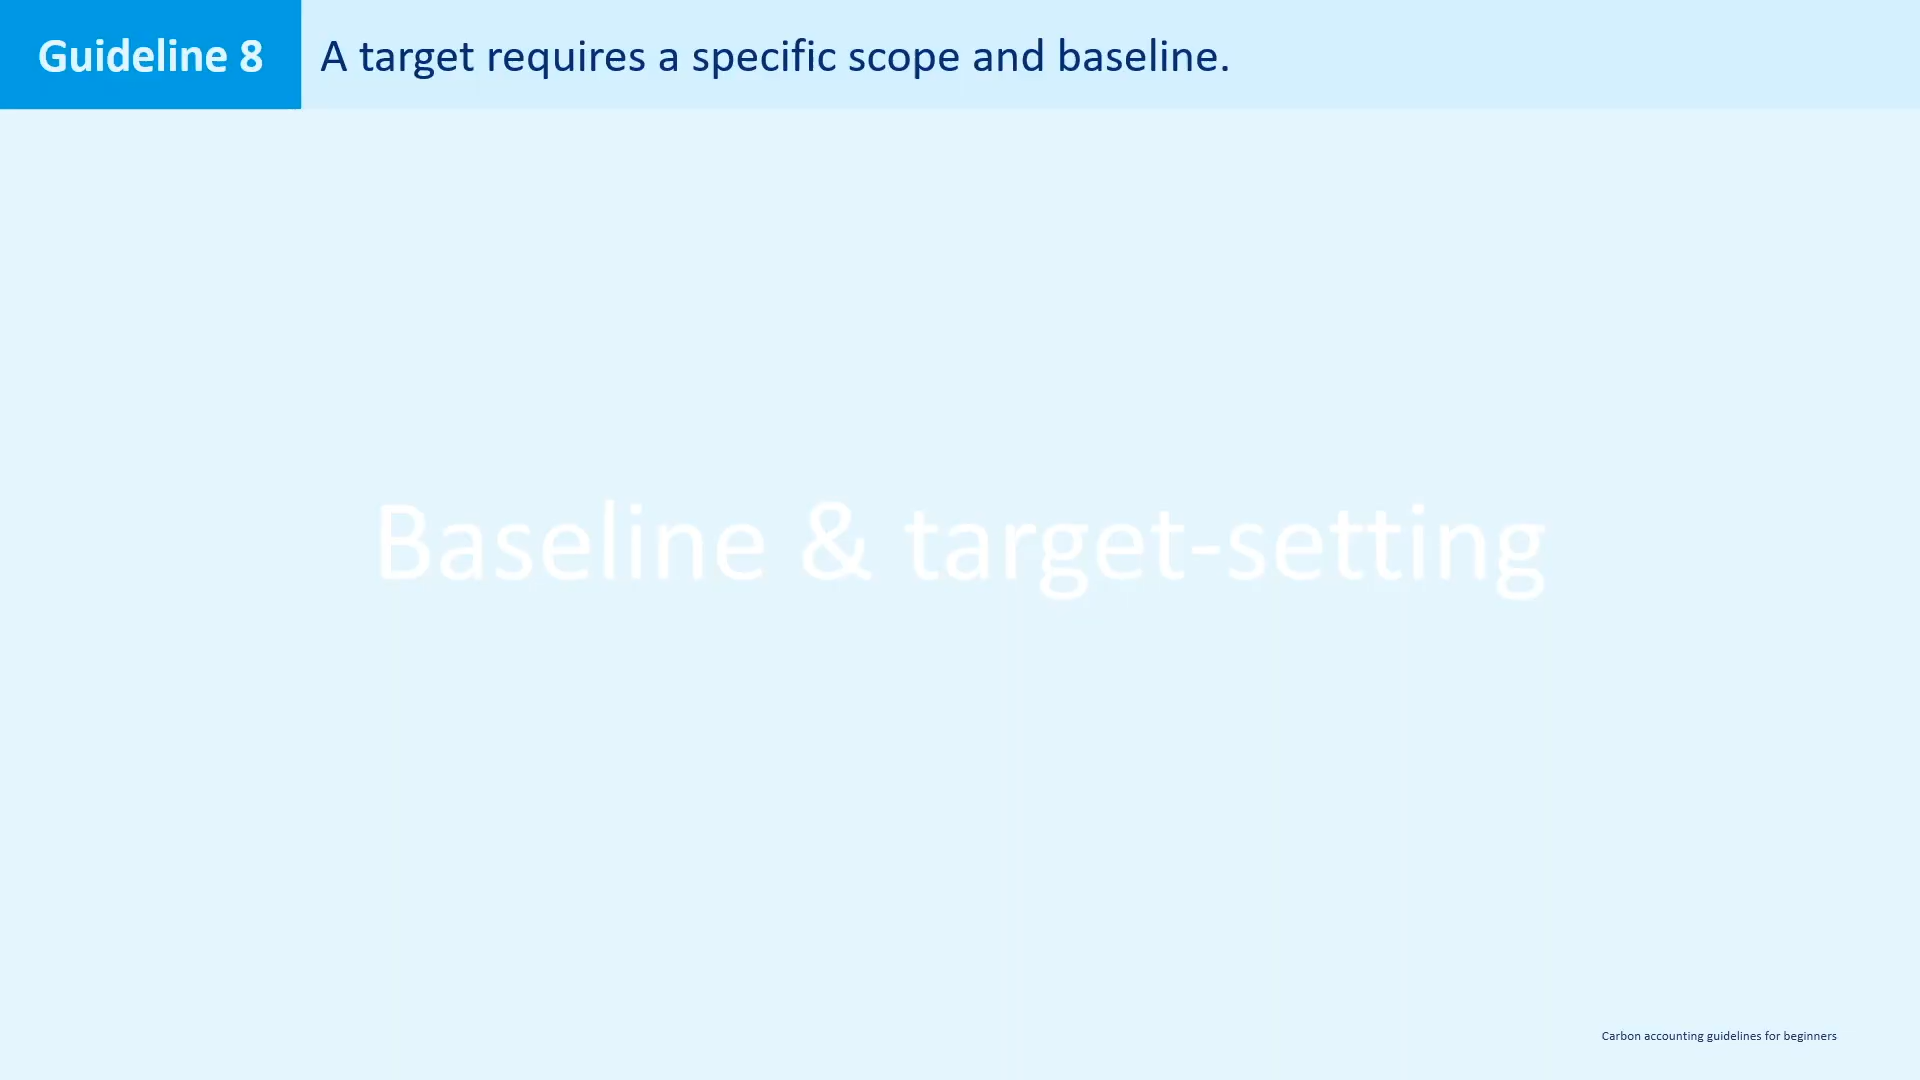 Guideline 8 A target requires a specific scope and baseline.
Baseline & target-setting
Carbon accounting guidelines for beginners